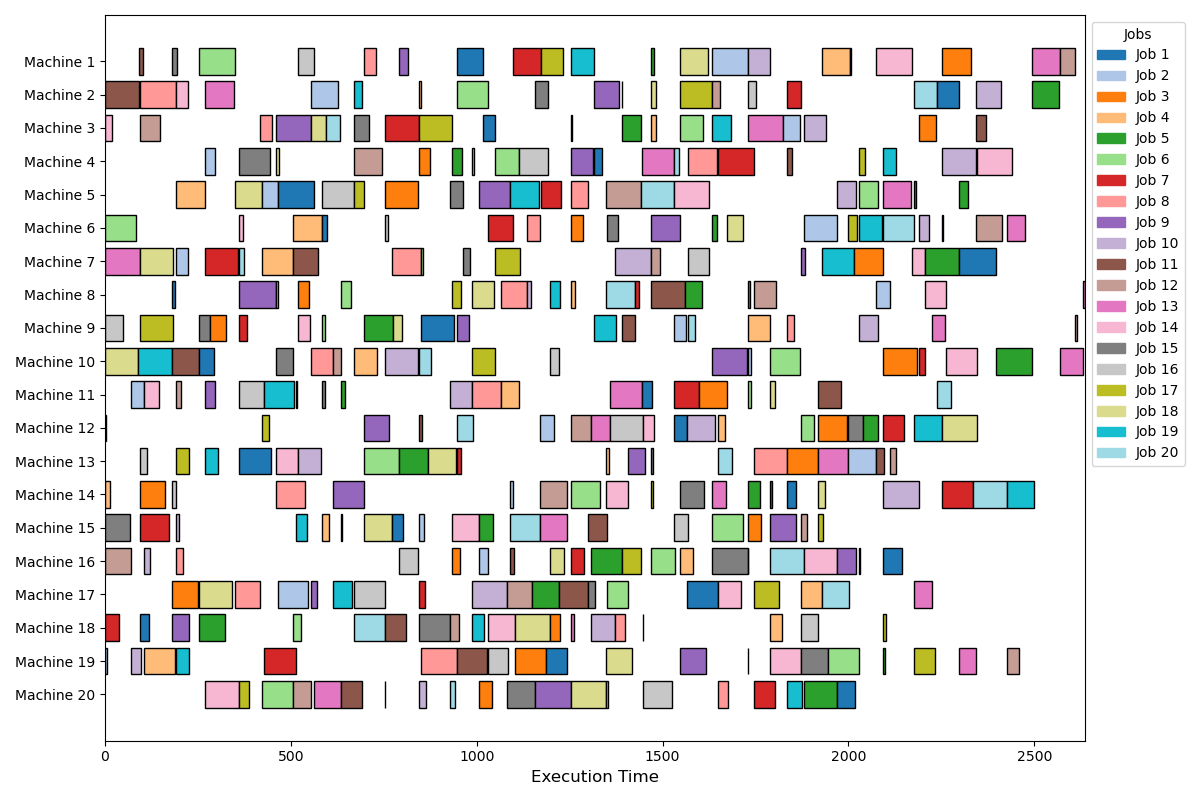 Machine 1
Machine 2
Machine 3
Machine 4
Machine 5
Machine 6
Machine 7
Machine 8
Machine 9
Machine 10
Machine 11
Machine 12
Machine 13
Machine 14
Machine 15
Machine 16
Machine 17
Machine 18
Machine 19
Machine 20
0 500 1000 1500 2000 2500
Execution Time
Jobs
Job 1
Job 2
Job 3
Job 4
Job 5
Job 6
Job 7
Job 8
Job 9
Job 10
Job 11
Job 12
Job 13
Job 14
Job 15
Job 16
Job 17
Job 18
Job 19
Job 20